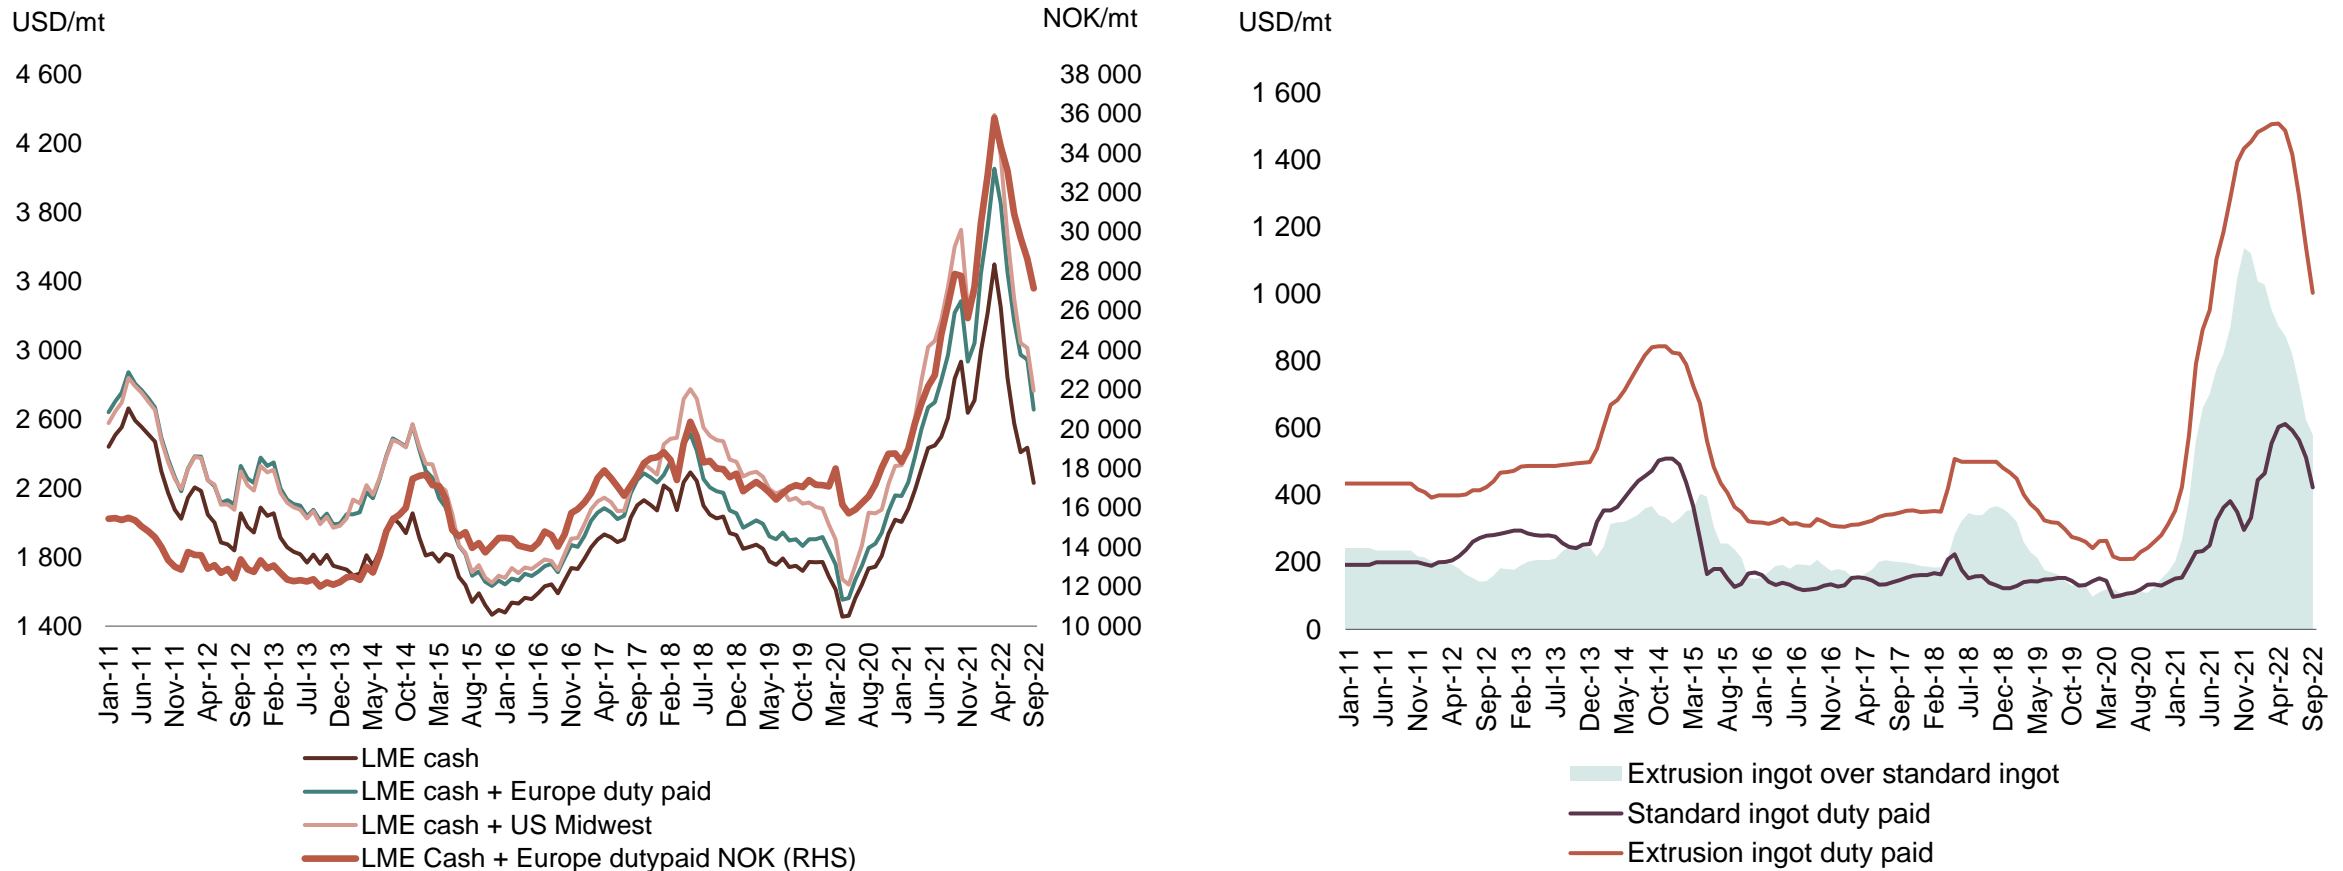 USD/mt
NOK/mt
4 600
4 200
3 800
3 400
3 000
2 600
2 200
1 800
1 400
38 000
36 000
34 000
32 000
30 000
28 000
26 000
24 000
22 000
20 000
18 000
16 000
14 000
12 000
10 000
Jan-11
Jun-11
Nov-11
Apr-12
Sep-12
Feb-13
Jul-13
Dec-13
May-14
Oct-14
Mar-15
Aug-15
Jan-16
Jun-16
Nov-16
Apr-17
Sep-17
Feb-18
Jul-18
Dec-18
May-19
Oct-19
Mar-20
Aug-20
Jan-21
Jun-21
Nov-21
Apr-22
Sep-22
LME cash
LME cash + Europe duty paid
LME cash + US Midwest
LME Cash + Europe dutypaid NOK (RHS)
USD/mt
1 600
1 400
1 200
1 000
800
600
400
200
0
Jan-11
Jun-11
Nov-11
Apr-12
Sep-12
Feb-13
Jul-13
Dec-13
May-14
Oct-14
Mar-15
Aug-15
Jan-16
Jun-16
Nov-16
Apr-17
Sep-17
Feb-18
Jul-18
Dec-18
May-19
Oct-19
Mar-20
Aug-20
Jan-21
Jun-21
Nov-21
Apr-22
Sep-22
Extrusion ingot over standard ingot
Standard ingot duty paid
Extrusion ingot duty paid